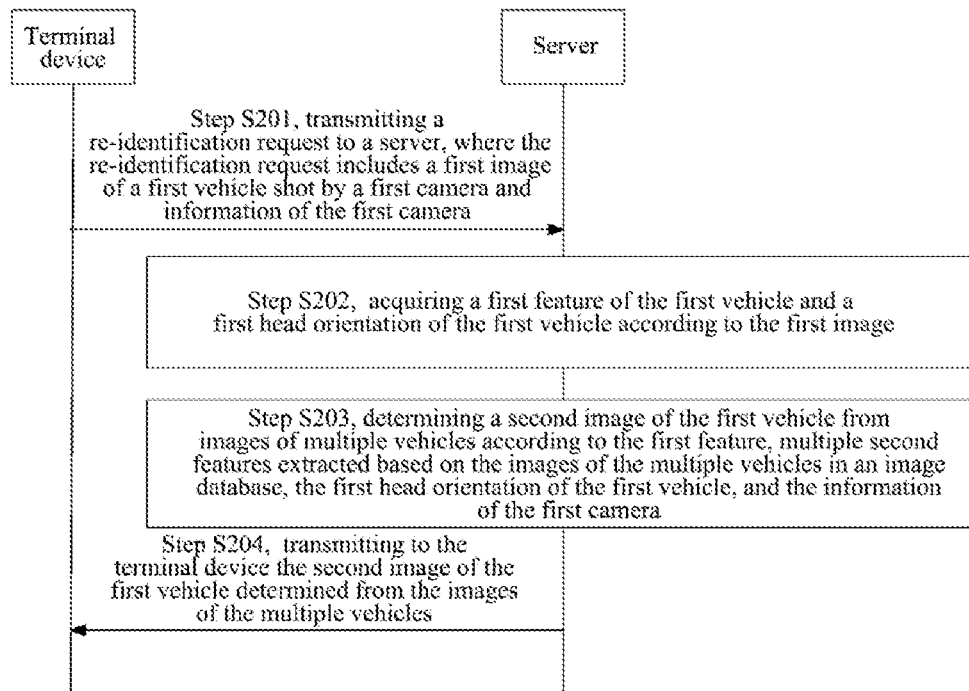 Terminal
device
Server
Step S201, transmitting a
re-identification request to a server, where the
re-identification request includes a first image
of a first vehicle shot by a first camera and
information of the first camera
Step S202, acquiring a first feature of the first vehicle and a
first head orientation of the first vehicle according to the first image
Step S203, determining a second image of the first vehicle from
images of multiple vehicles according to the first feature, multiple second
features extracted based on the images of the multiple vehicles in an image
database, the first head orientation of the first vehicle, and the information
of the first camera
Step S204, transmitting to the
terminal device the second image of the
first vehicle determined from the images
of the multiple vehicles